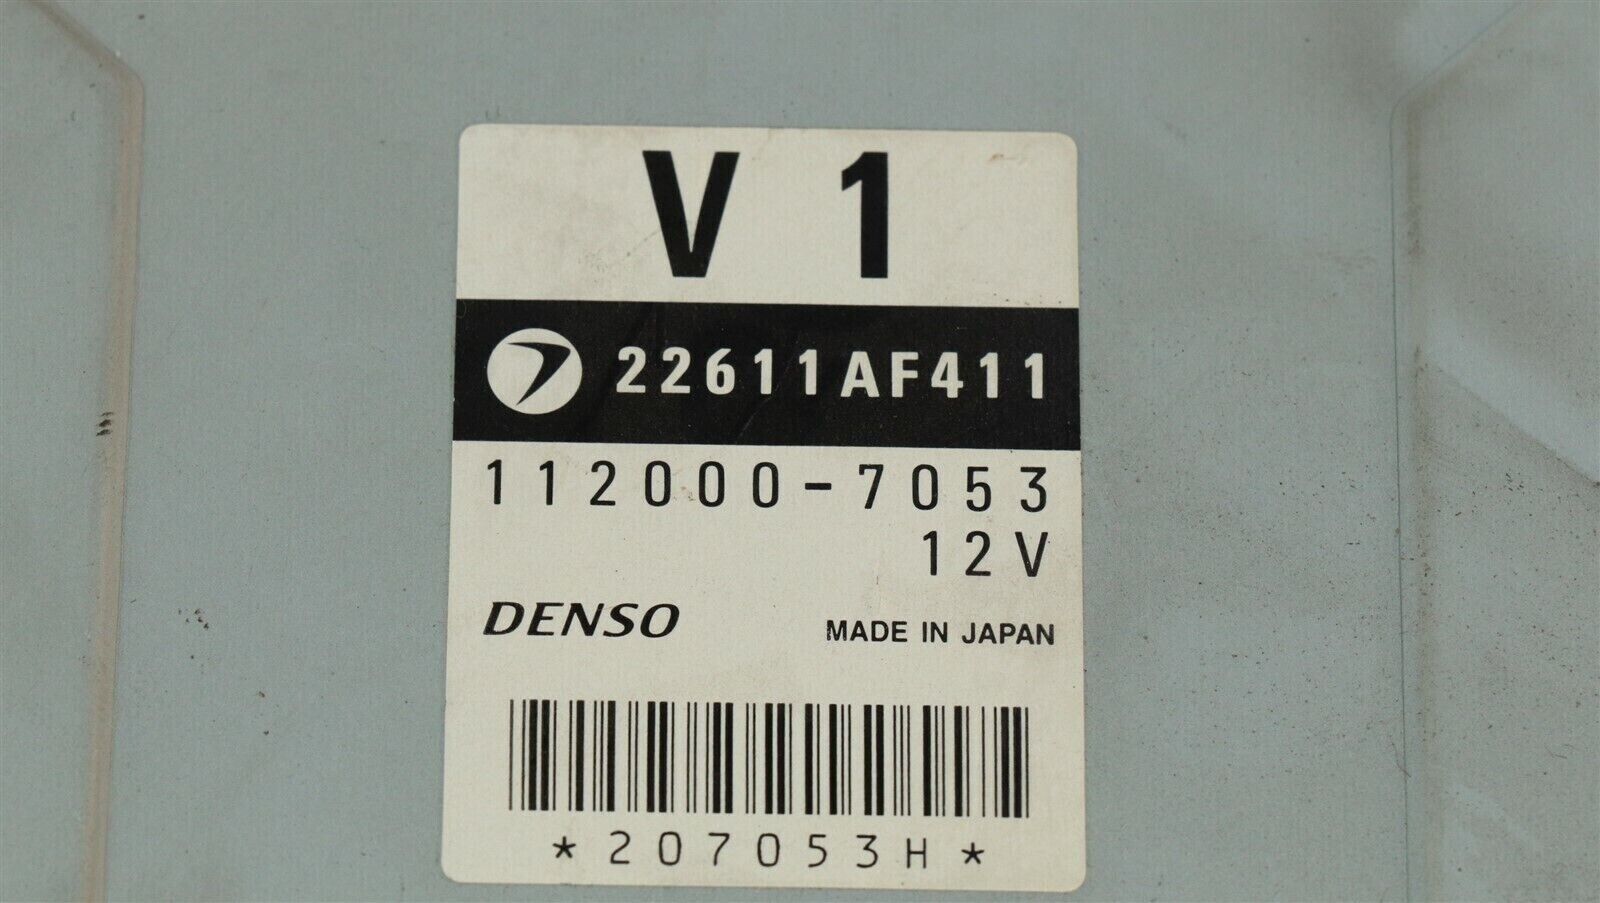 V 1
22611AF411
112000-7053
12V
DENSO MADE IN JAPAN
*207053H*